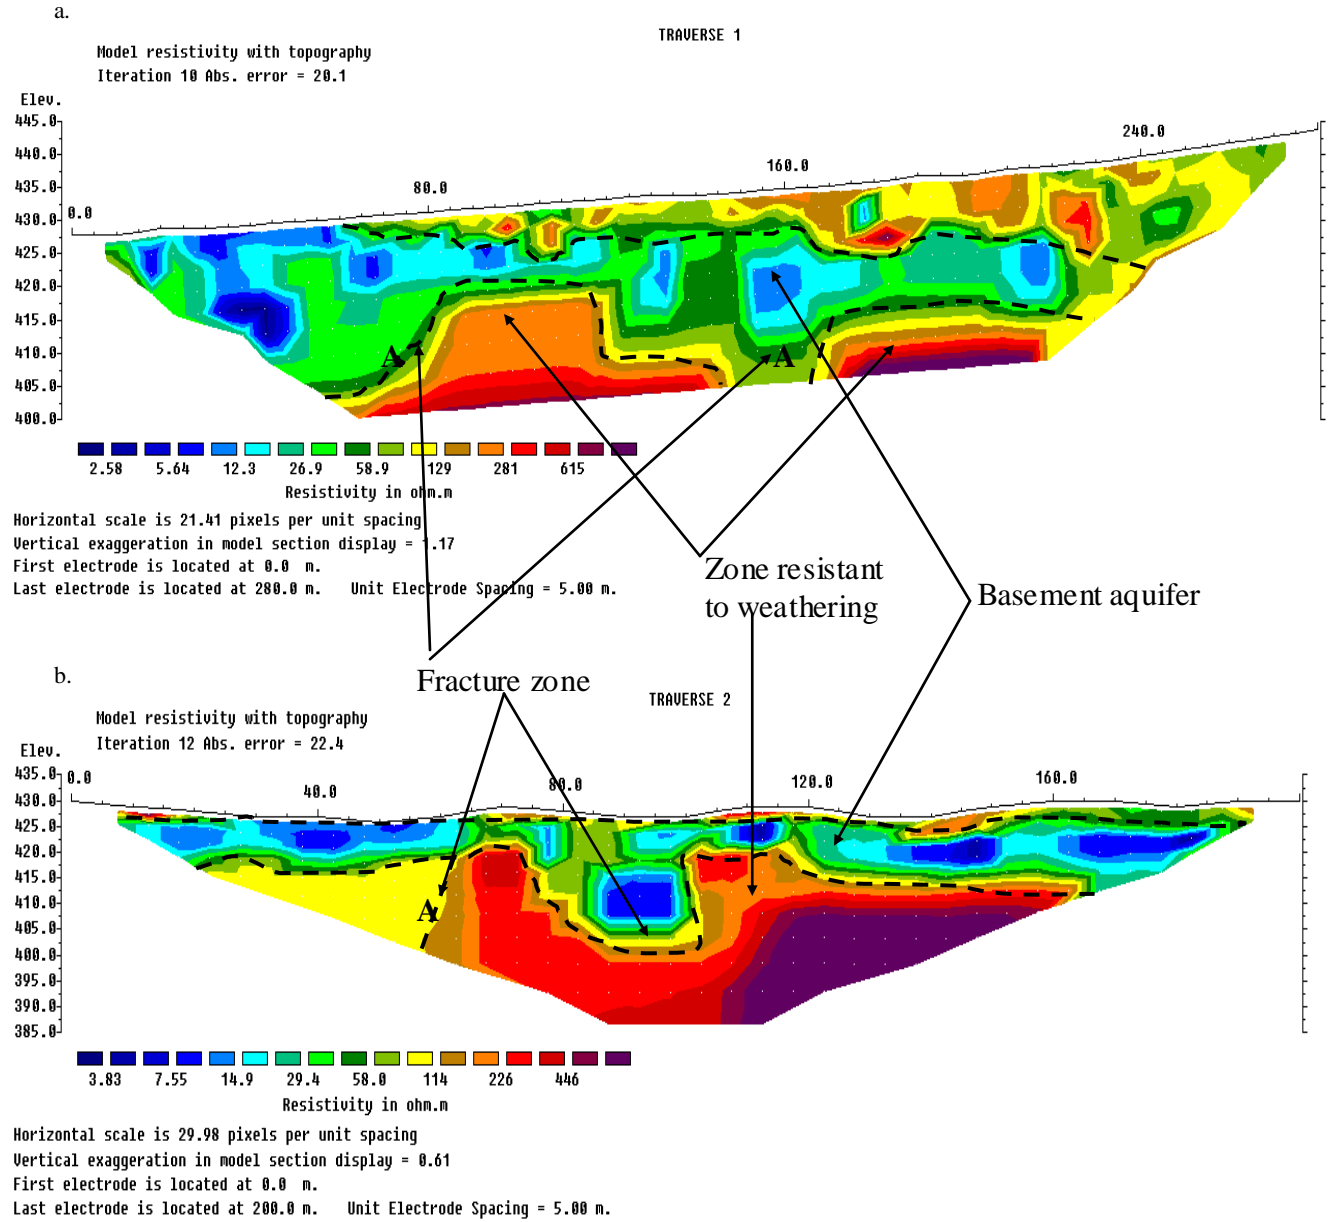 a.
TRAVERSE 1
Model resistivity with topography
Iteration 10 Abs. error = 20.1
Elev.
445.0
440.0
435.0
430.0
425.0
420.0
415.0
410.0
405.0
400.0
0.0 80.0 160.0 240.0
A A
2.58 5.64 12.3 26.9 58.9 129 281 615
Resistivity in ohm.m
Horizontal scale is 21.41 pixels per unit spacing
Vertical exaggeration in model section display = 1.17
First electrode is located at 0.0 m.
Last electrode is located at 280.0 m. Unit Electrode Spacing = 5.00 m.
Zone resistant
to weathering
Basement aquifer
Fracture zone
b.
TRAVERSE 2
Model resistivity with topography
Iteration 12 Abs. error = 22.4
Elev.
435.0
430.0
425.0
420.0
415.0
410.0
405.0
400.0
395.0
390.0
385.0
0.0 40.0 80.0 120.0 160.0
A
3.83 7.55 14.9 29.4 58.0 114 226 446
Resistivity in ohm.m
Horizontal scale is 29.98 pixels per unit spacing
Vertical exaggeration in model section display = 0.61
First electrode is located at 0.0 m.
Last electrode is located at 200.0 m. Unit Electrode Spacing = 5.00 m.